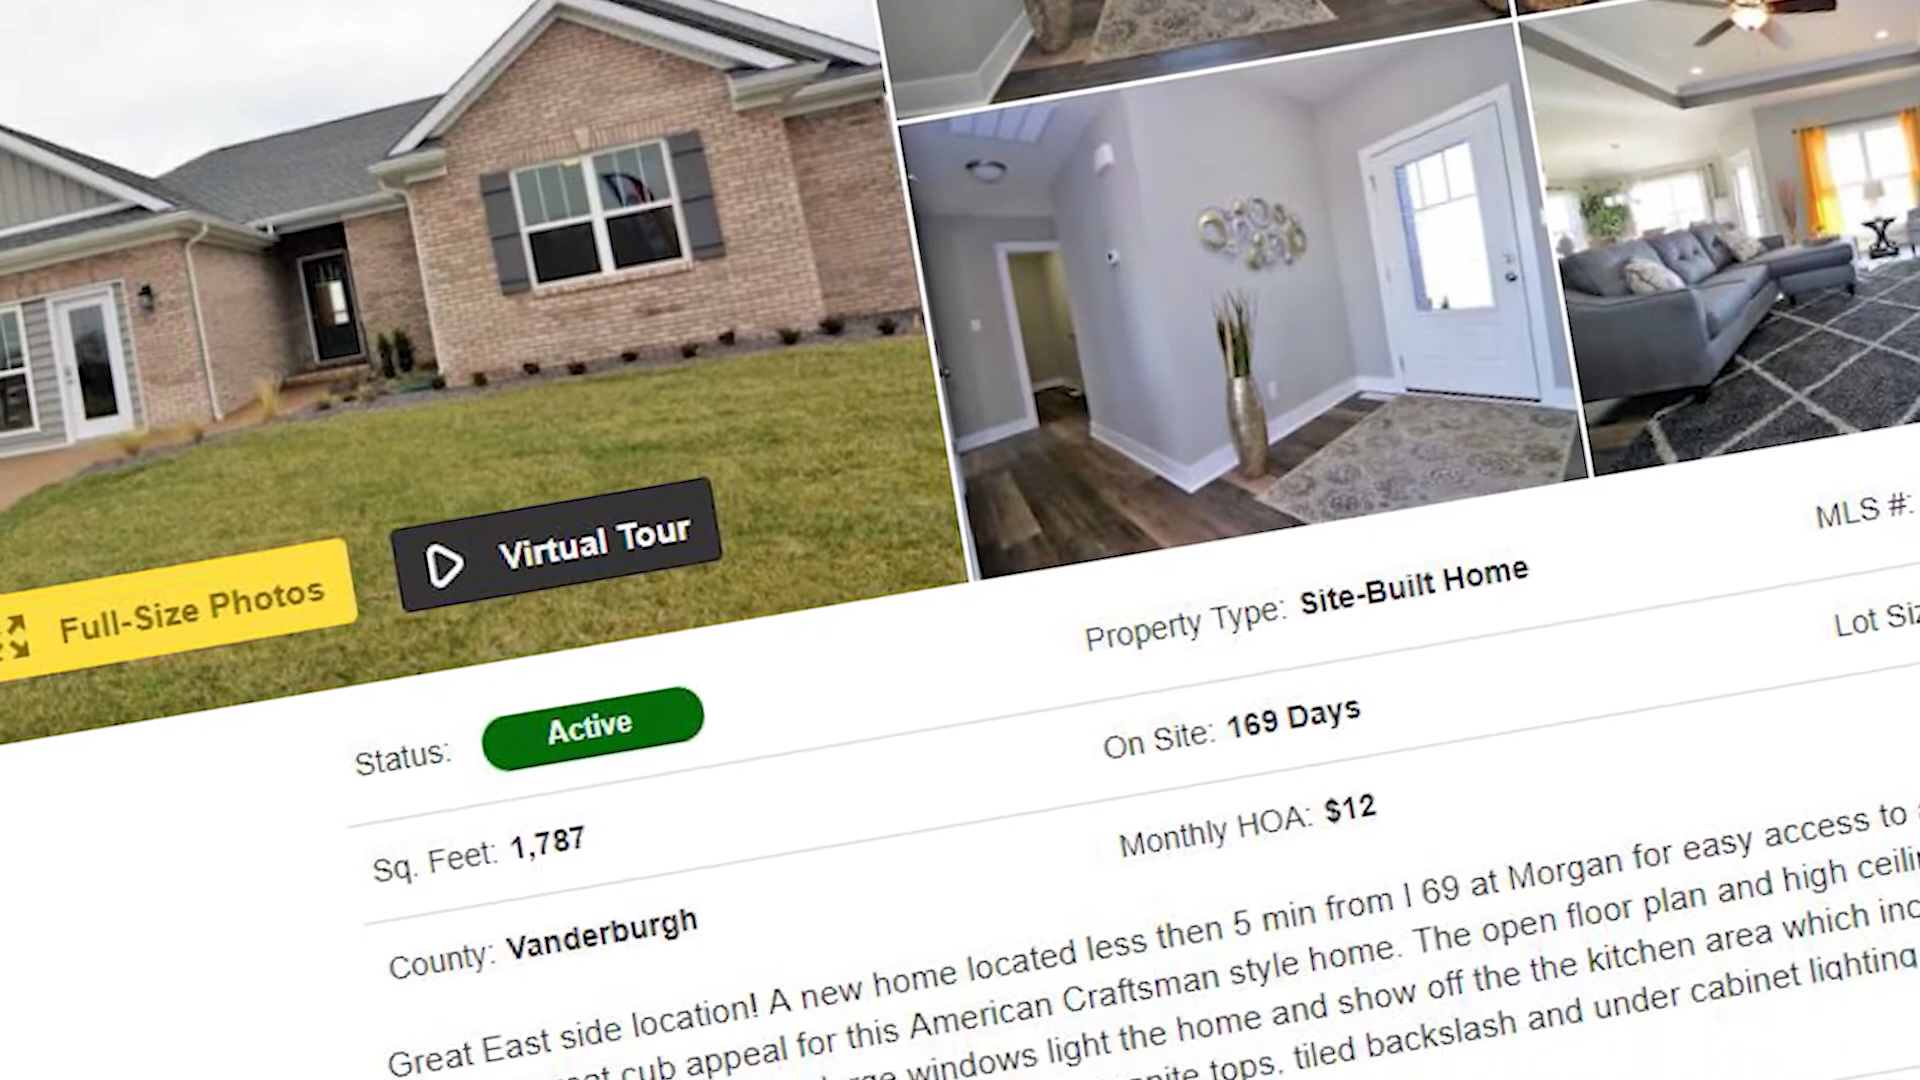 Full-Size Photos
Virtual Tour
Status: Active
Property Type: Site-Built Home
MLS #:
Sq. Feet: 1,787
On Site: 169 Days
Lot Siz
County: Vanderburgh
Monthly HOA: $12
Great East side location! A new home located less then 5 min from I 69 at Morgan for easy access to
cub appeal for this American Craftsman style home. The open floor plan and high ceilin
windows light the home and show off the the kitchen area which inc
tops, tiled backslash and under cabinet lighting